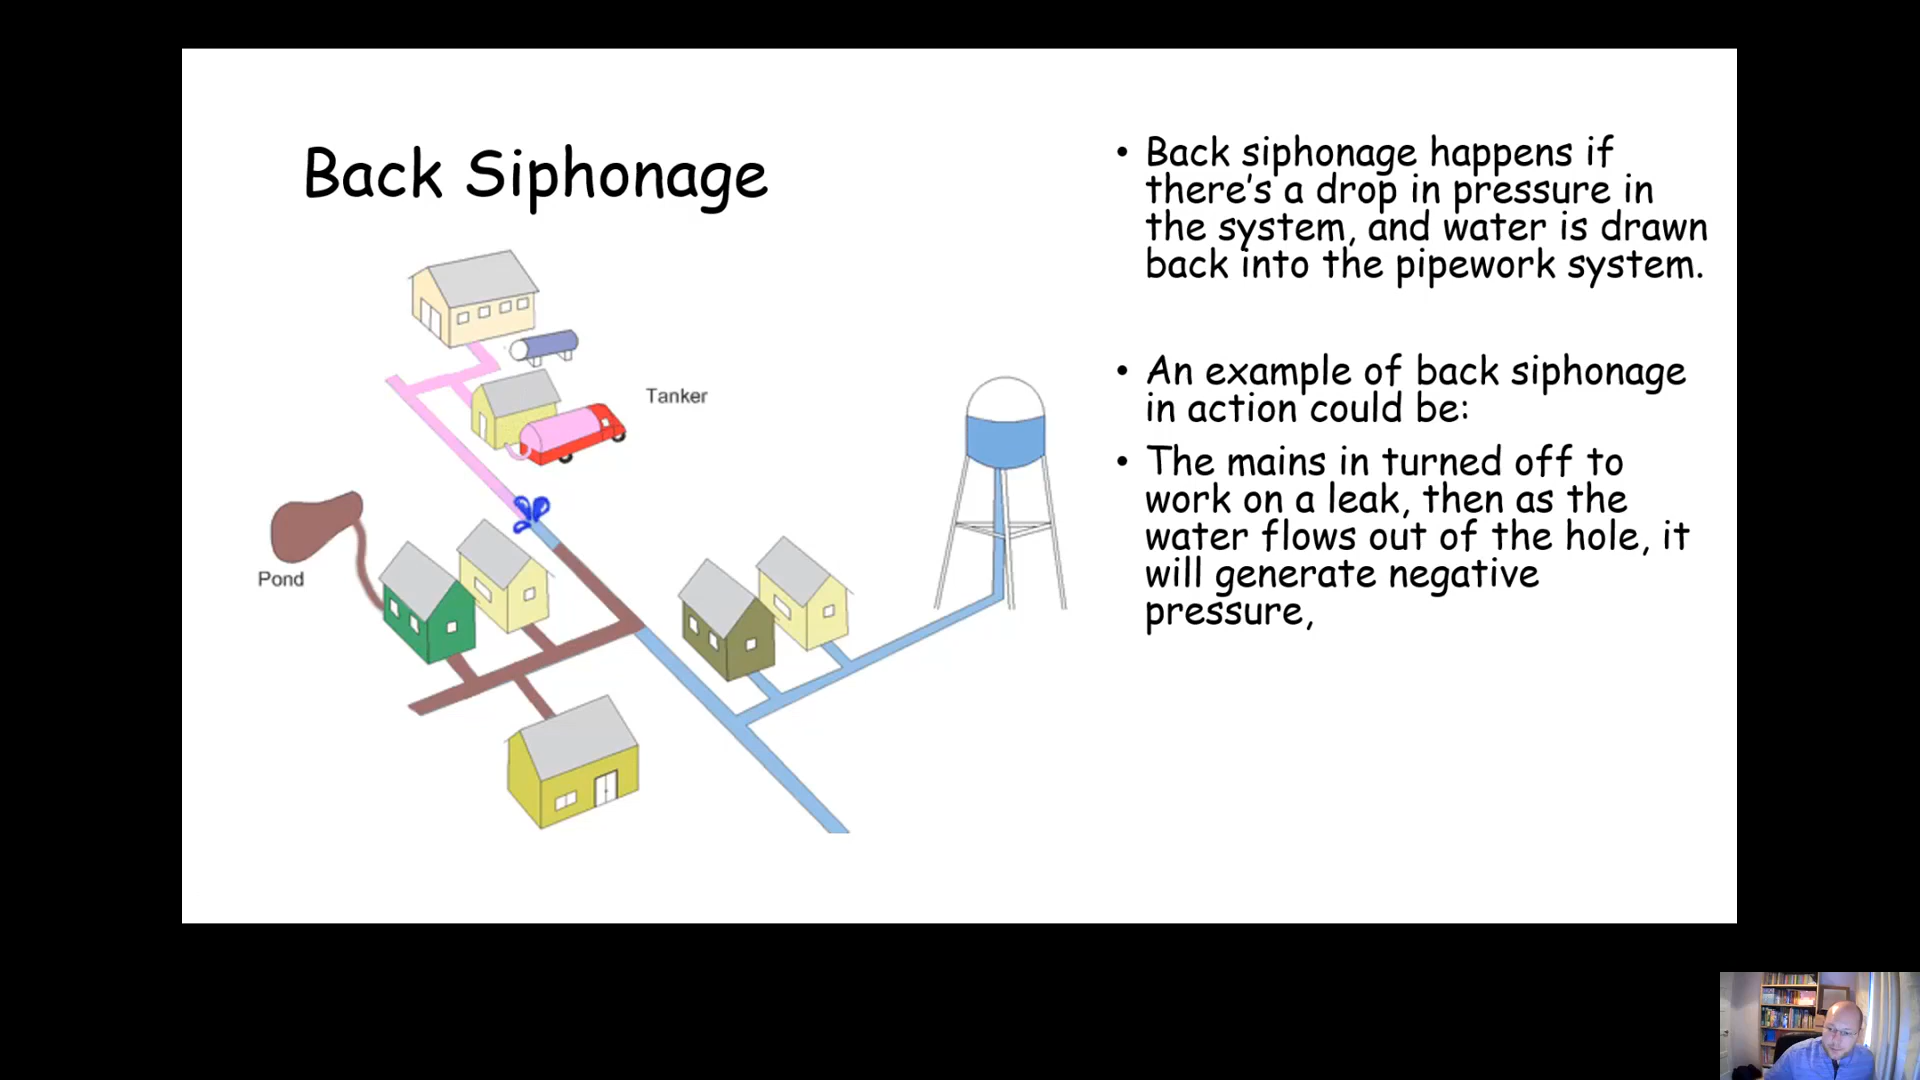 Back Siphonage
Tanker
Pond
• Back siphonage happens if
there's a drop in pressure in
the system, and water is drawn
back into the pipework system.
• An example of back siphonage
in action could be:
• The mains in turned off to
work on a leak, then as the
water flows out of the hole, it
will generate negative
pressure,